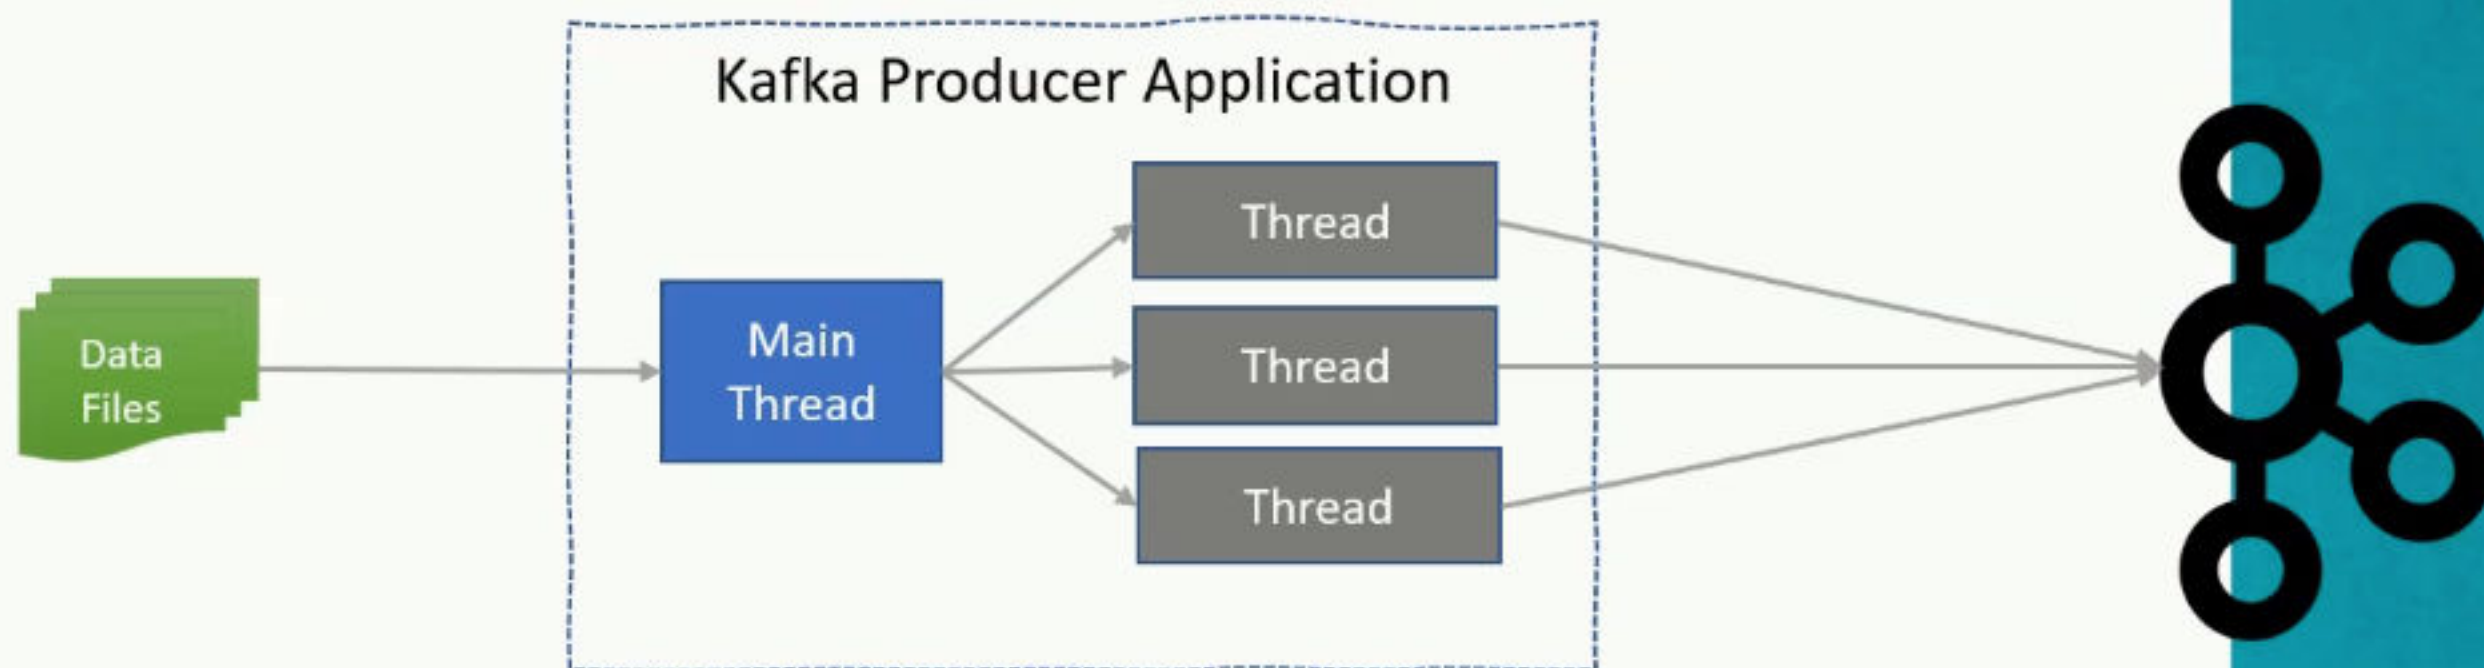 Kafka Producer Application
Data
Files
Main
Thread
Thread
Thread
Thread